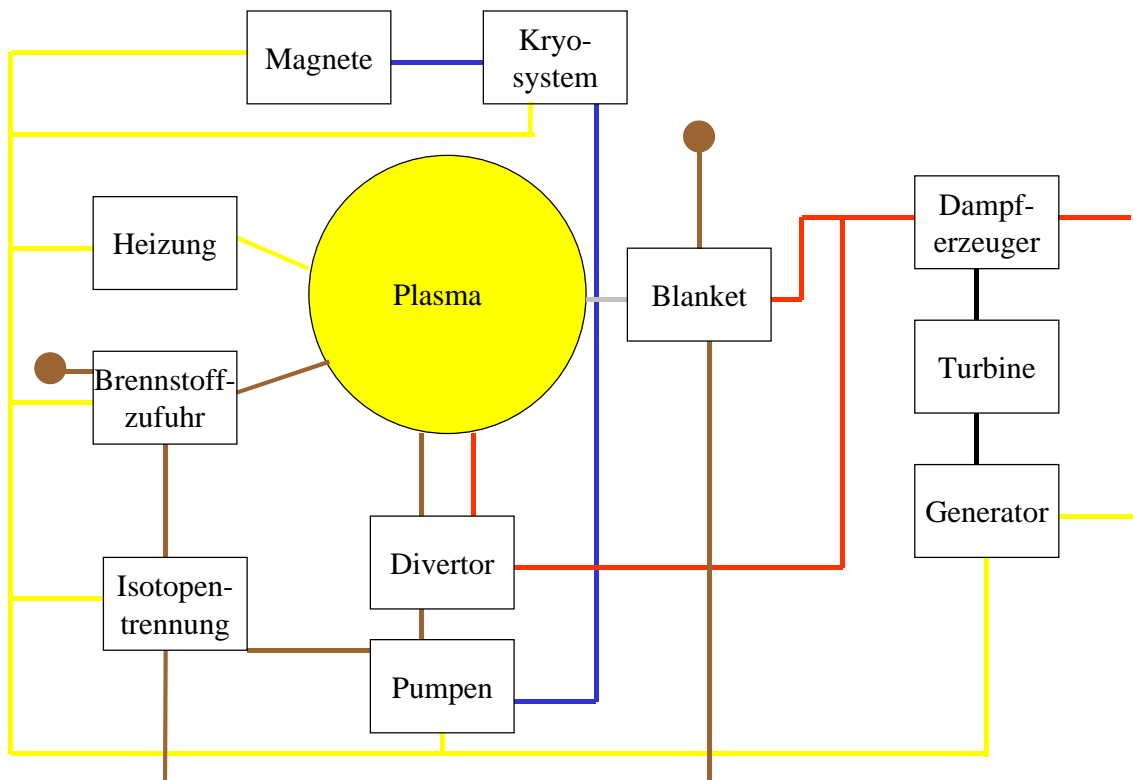 Magnete
Kryo-
system
Heizung
Plasma
Blanket
Dampf-
erzeuger
Brennstoff-
zufuhr
Turbine
Isotopen-
trennung
Divertor
Generator
Pumpen